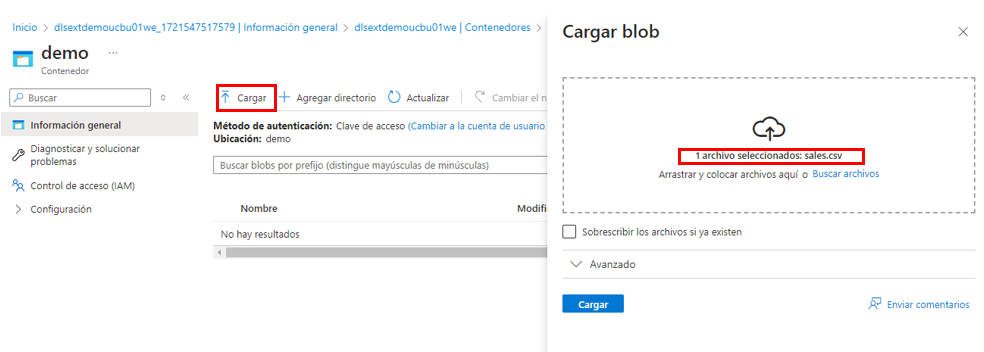 Inicio > dlsextdemoucbu01we_1721547517579 | Información general > dlsextdemoucbu01we | Contenedores >
demo ...
Contenedor
Buscar
Información general
Diagnosticar y solucionar
problemas
Control de acceso (IAM)
Configuración
Cargar Agregar directorio Actualizar Cambiar el n
Método de autenticación: Clave de acceso (Cambiar a la cuenta de usuario
Ubicación: demo
Buscar blobs por prefijo (distingue mayúsculas de minúsculas)
Nombre Modifi
No hay resultados
Cargar blob
1 archivo seleccionados: sales.csv
Arrastrar y colocar archivos aquí o Buscar archivos
Sobrescribir los archivos si ya existen
Avanzado
Cargar Enviar comentarios